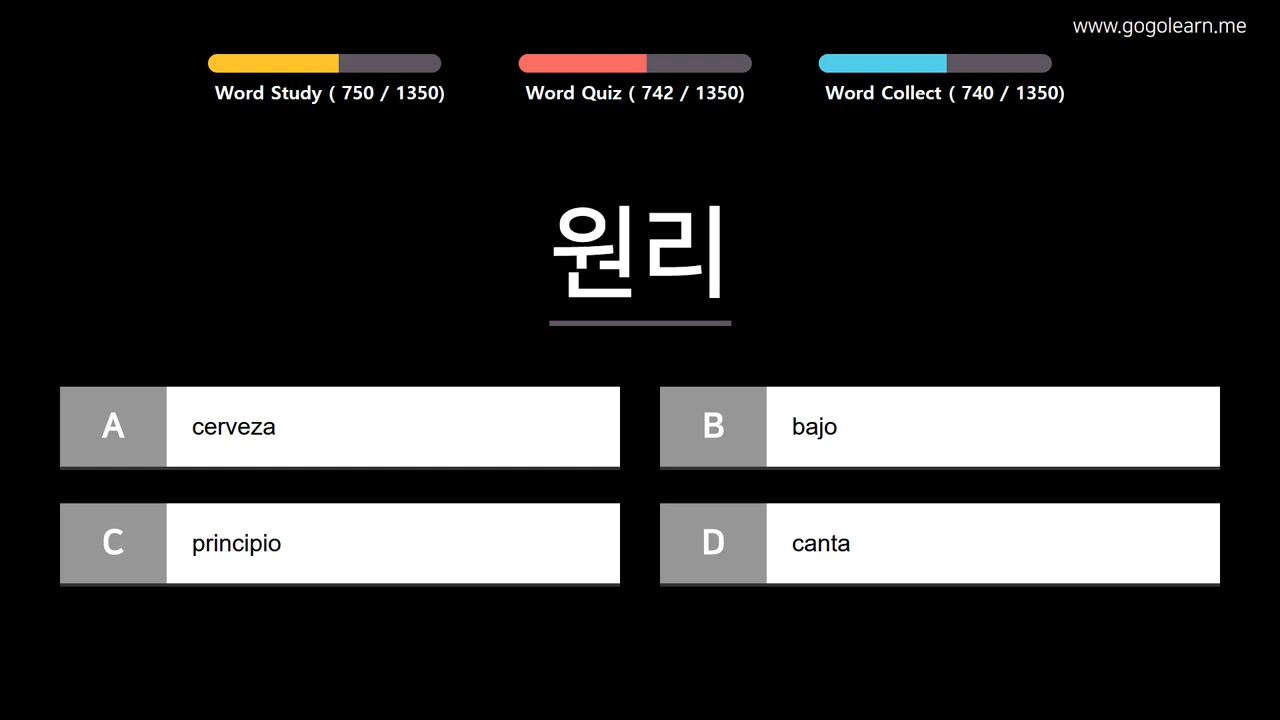 www.gogolearn.me
Word Study ( 750 / 1350)
Word Quiz ( 742 / 1350)
Word Collect ( 740 / 1350)
원리
A cerveza
B bajo
C principio
D canta